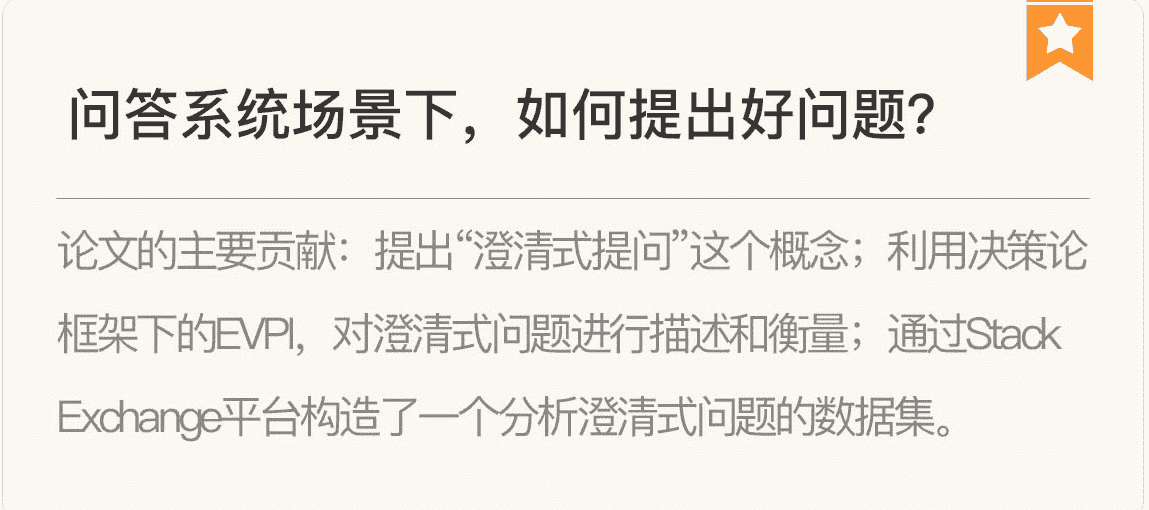 问答系统场景下，如何提出好问题？
论文的主要贡献：提出“澄清式提问”这个概念；利用决策论
框架下的EVPI，对澄清式问题进行描述和衡量；通过Stack
Exchange平台构造了一个分析澄清式问题的数据集。